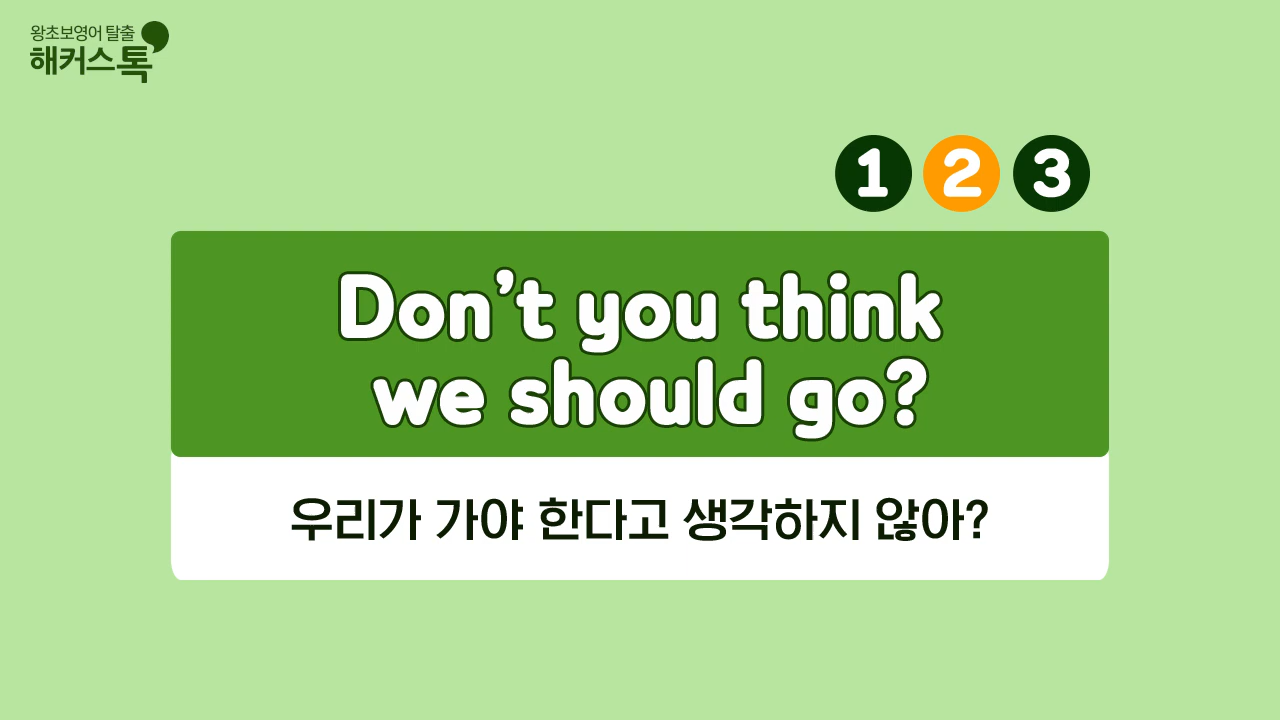 왕초보영어 탈출
해커스톡
1 2 3
Don't you think
we should go?
우리가 가야 한다고 생각하지 않아?